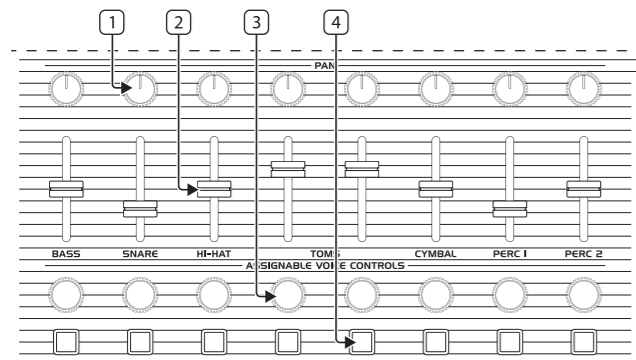 1 2 3 4
PAN
BASS SNARE HI-HAT TOMS CYMBAL PERC 1 PERC 2
ASSIGNABLE VOICE CONTROLS